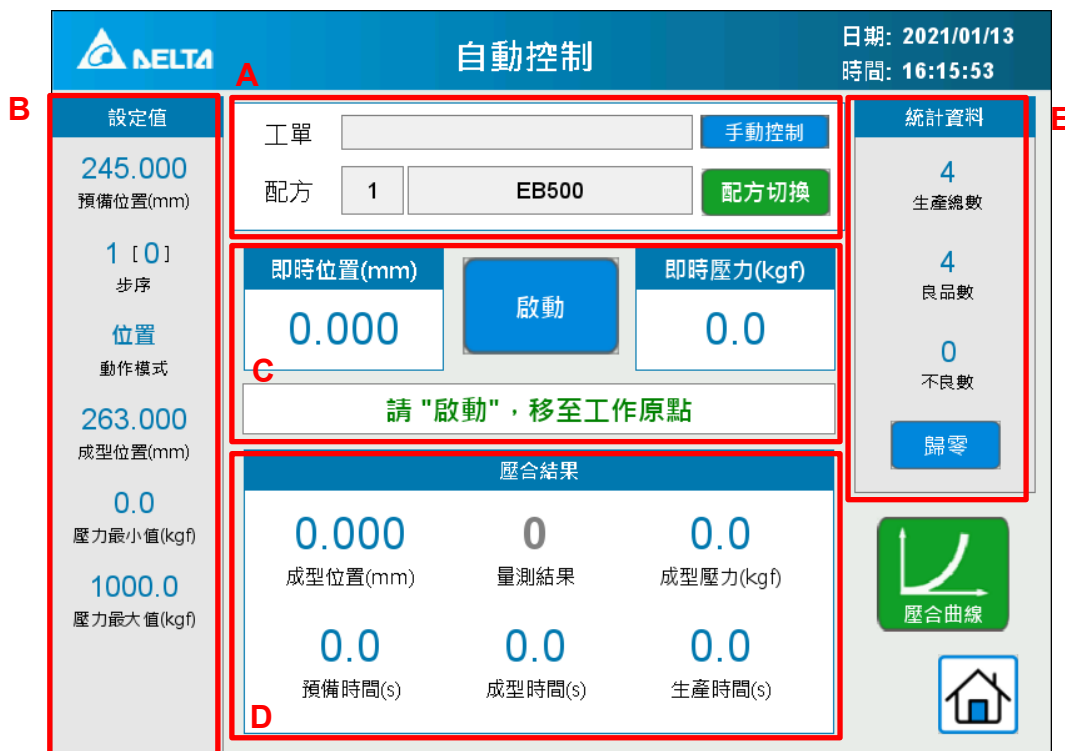 DELTA
自動控制
日期: 2021/01/13
時間: 16:15:53
A
B
設定值
245.000
預備位置(mm)
1 [ 0 ]
步序
位置
動作模式
263.000
成型位置(mm)
0.0
壓力最小值(kgf)
1000.0
壓力最大值(kgf)
工單
手動控制
配方 1 EB500 配方切換
即時位置(mm)
0.000
啟動
即時壓力(kgf)
0.0
C
請 "啟動"，移至工作原點
壓合結果
0.000
成型位置(mm)
0
量測結果
0.0
成型壓力(kgf)
0.0
預備時間(s)
0.0
成型時間(s)
0.0
生產時間(s)
D
統計資料
4
生產總數
4
良品數
0
不良數
歸零
壓合曲線